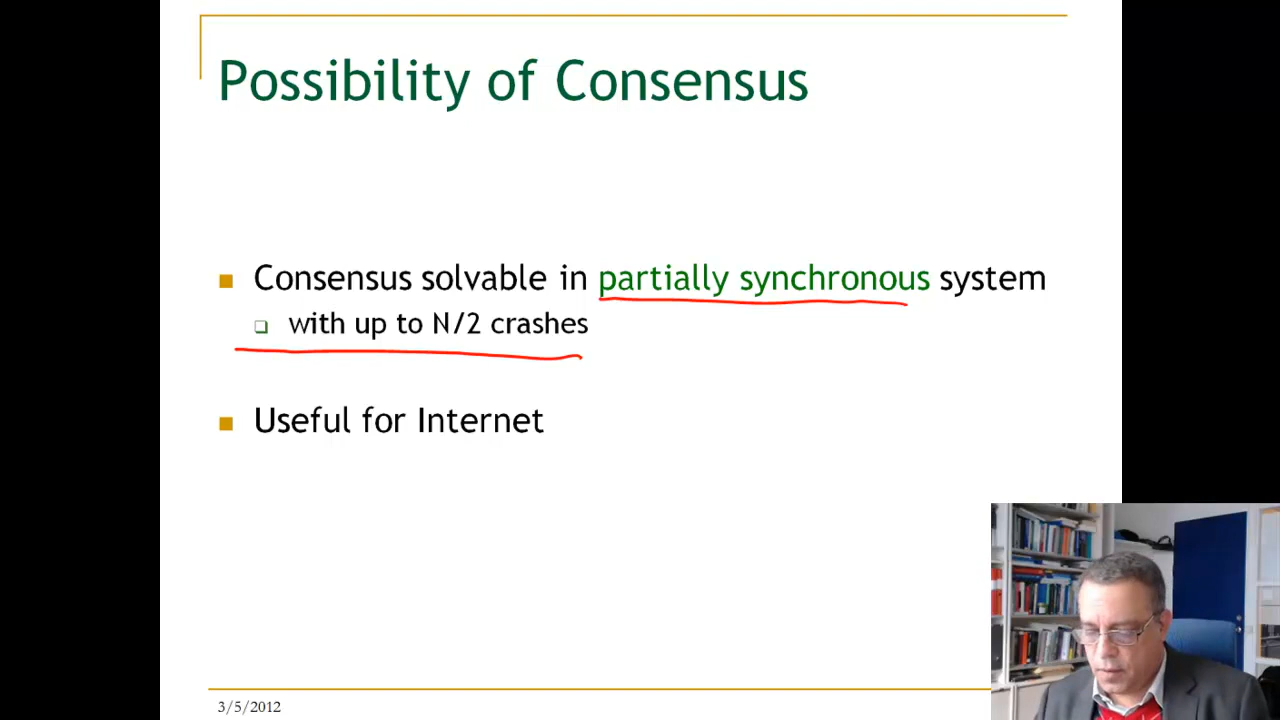 Possibility of Consensus
Consensus solvable in partially synchronous system
with up to N/2 crashes
Useful for Internet
3/5/2012